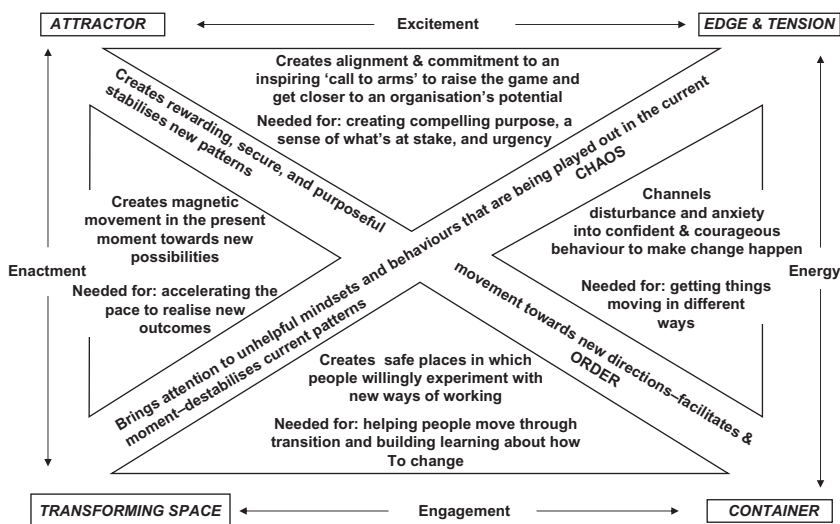 ATTRACTOR
Excitement
EDGE & TENSION
Creates alignment & commitment to an
inspiring ‘call to arms’ to raise the game and
get closer to an organisation’s potential
Needed for: creating compelling purpose, a
sense of what’s at stake, and urgency
Creates rewarding, secure, and purposeful
stabilises new patterns
movement towards new directions–facilitates &
ORDER
Brings attention to unhelpful mindsets and behaviours that are being played out in the current
moment–destabilises current patterns
CHAOS
Enactment
Creates magnetic
movement in the present
moment towards new
possibilities
Needed for: accelerating the
pace to realise new
outcomes
Channels
disturbance and anxiety
into confident & courageous
behaviour to make change happen
Needed for: getting things
moving in different
ways
Energy
Creates safe places in which
people willingly experiment with
new ways of working
Needed for: helping people move through
transition and building learning about how
To change
TRANSFORMING SPACE
Engagement
CONTAINER